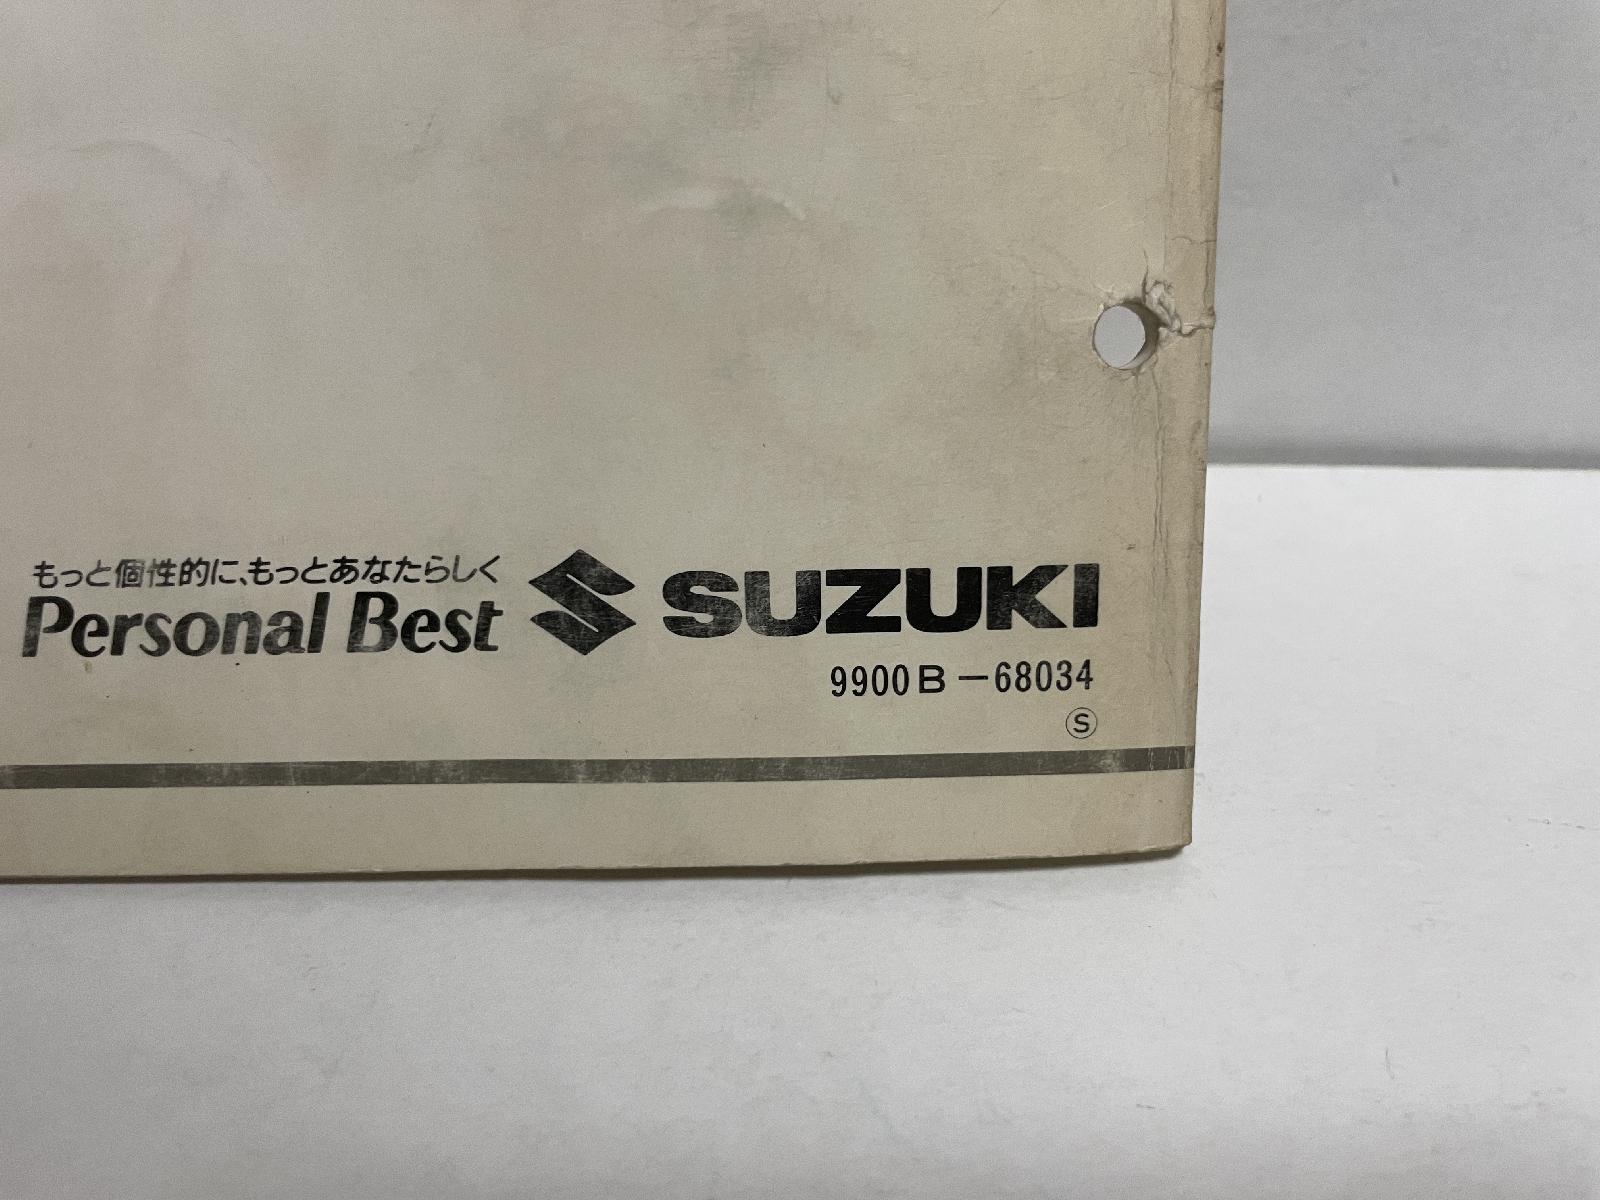 もっと個性的に、もっとあなたらしく
Personal Best SUZUKI
9900B-68034
Ⓢ